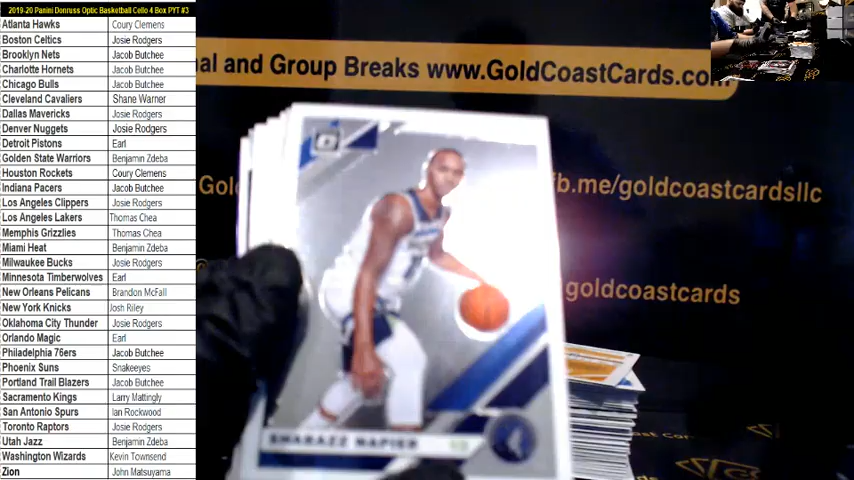 2019-20 Panini Donruss Optic Basketball Cello 4 Box PYT #3
Atlanta Hawks Coury Clemens
Boston Celtics Josie Rodgers
Brooklyn Nets Jacob Butchee
Charlotte Hornets Jacob Butchee
Chicago Bulls Jacob Butchee
Cleveland Cavaliers Shane Warner
Dallas Mavericks Josie Rodgers
Denver Nuggets Josie Rodgers
Detroit Pistons Earl
Golden State Warriors Benjamin Zdeba
Houston Rockets Coury Clemens
Indiana Pacers Jacob Butchee
Los Angeles Clippers Josie Rodgers
Los Angeles Lakers Thomas Chea
Memphis Grizzlies Thomas Chea
Miami Heat Benjamin Zdeba
Milwaukee Bucks Josie Rodgers
Minnesota Timberwolves Earl
New Orleans Pelicans Brandon McFall
New York Knicks Josh Riley
Oklahoma City Thunder Josie Rodgers
Orlando Magic Earl
Philadelphia 76ers Jacob Butchee
Phoenix Suns Snakeeyes
Portland Trail Blazers Jacob Butchee
Sacramento Kings Larry Mattingly
San Antonio Spurs Ian Rockwood
Toronto Raptors Josie Rodgers
Utah Jazz Benjamin Zdeba
Washington Wizards Kevin Townsend
Zion John Matsuyama
and Group Breaks www.GoldCoastCards.com
fb.me/goldcoastcardsllc
goldcoastcards
SHABAZZ NAPIER